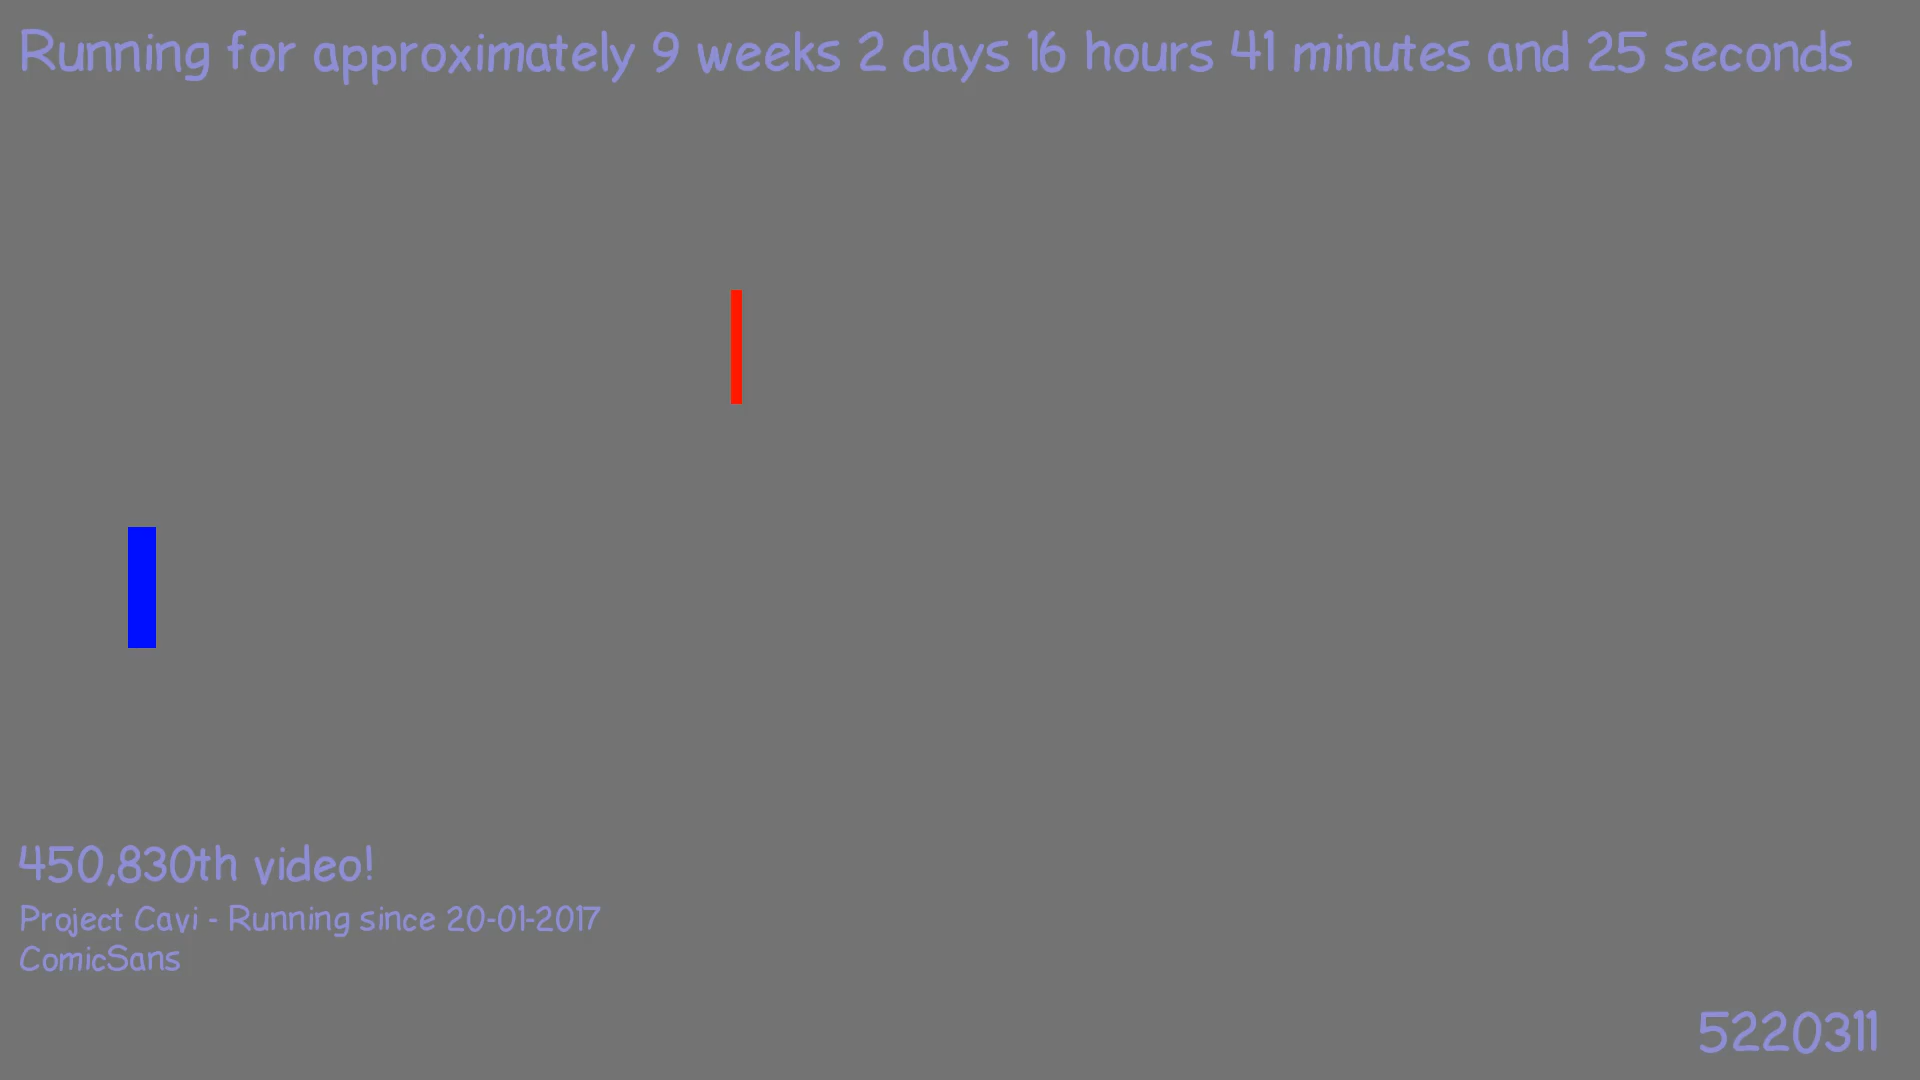 Running for approximately 9 weeks 2 days 16 hours 41 minutes and 25 seconds
450,830th video!
Project Cavi - Running since 20-01-2017
ComicSans
5220311